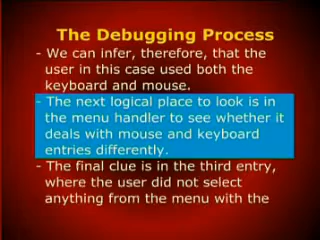 The Debugging Process
- We can infer, therefore, that the
user in this case used both the
keyboard and mouse.
- The next logical place to look is in
the menu handler to see whether it
deals with mouse and keyboard
entries differently.
- The final clue is in the third entry,
where the user did not select
anything from the menu with the